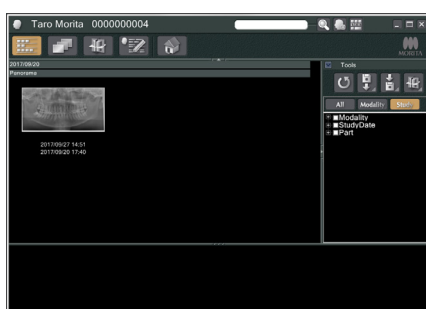 Taro Morita 0000000004
MORITA
2017/09/20
Panorama
2017/09/27 14:51
2017/09/20 17:40
Tools
All Modality Study
Modality
StudyDate
Part